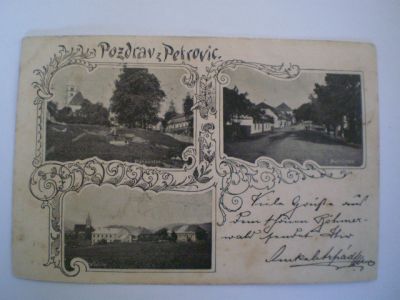 Pozdrav z Petrovic.
Viele Grüße aus
dem schönen Böhmer-
wald sendet Ihr